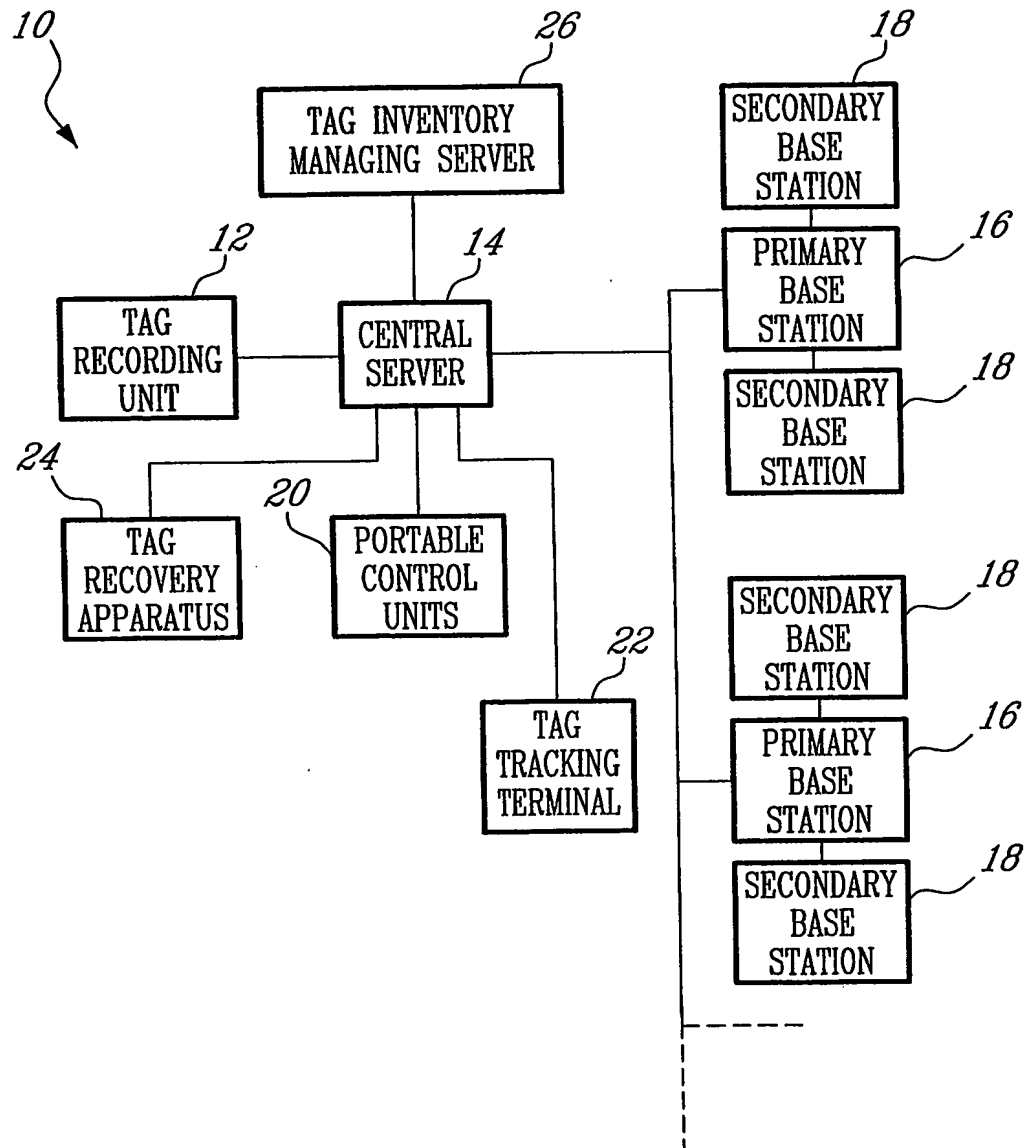 10
26
18
TAG INVENTORY
MANAGING SERVER
SECONDARY
BASE
STATION
12
14
16
TAG
RECORDING
UNIT
CENTRAL
SERVER
PRIMARY
BASE
STATION
18
SECONDARY
BASE
STATION
24
TAG
RECOVERY
APPARATUS
20
PORTABLE
CONTROL
UNITS
18
SECONDARY
BASE
STATION
22
TAG
TRACKING
TERMINAL
16
PRIMARY
BASE
STATION
18
SECONDARY
BASE
STATION